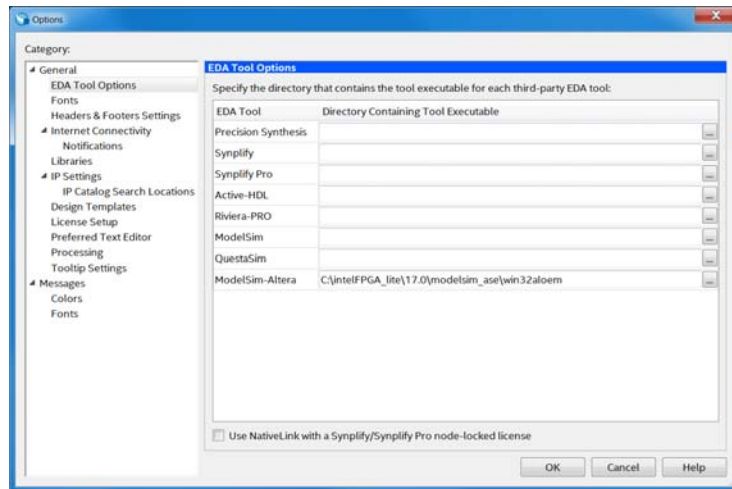 Options
Category:
General
EDA Tool Options
Fonts
Headers & Footers Settings
Internet Connectivity
Notifications
Libraries
IP Settings
IP Catalog Search Locations
Design Templates
License Setup
Preferred Text Editor
Processing
Tooltip Settings
Messages
Colors
Fonts
EDA Tool Options
Specify the directory that contains the tool executable for each third-party EDA tool:
EDA Tool Directory Containing Tool Executable
Precision Synthesis ...
Synplify ...
Synplify Pro ...
Active-HDL ...
Riviera-PRO ...
ModelSim ...
QuestaSim ...
ModelSim-Altera C:\intelFPGA_lite\17.0\modelsim_ase\win32aloem ...
Use NativeLink with a Synplify/Synplify Pro node-locked license
OK Cancel Help